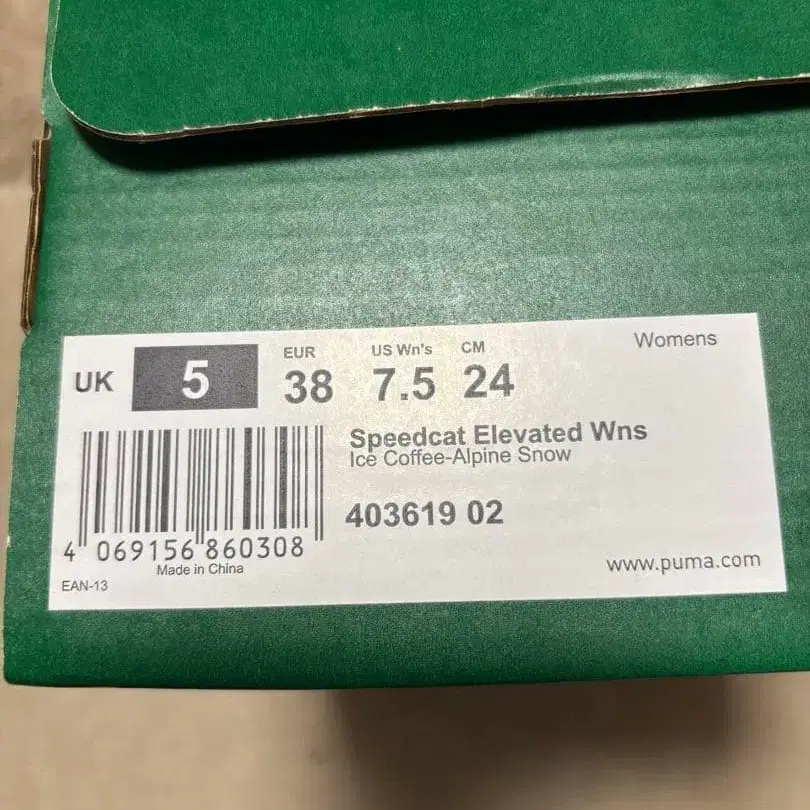 Womens
UK 5
EUR 38
US Wn's 7.5
CM 24
Speedcat Elevated Wns
Ice Coffee-Alpine Snow
403619 02
4 069156 860308
Made in China
EAN-13
www.puma.com